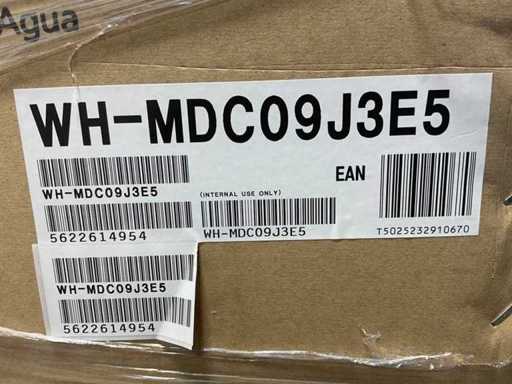 Agua
WH-MDC09J3E5
WH-MDC09J3E5
5622614954
(INTERNAL USE ONLY)
WH-MDC09J3E5
EAN
T5025232910670
WH-MDC09J3E5
5622614954